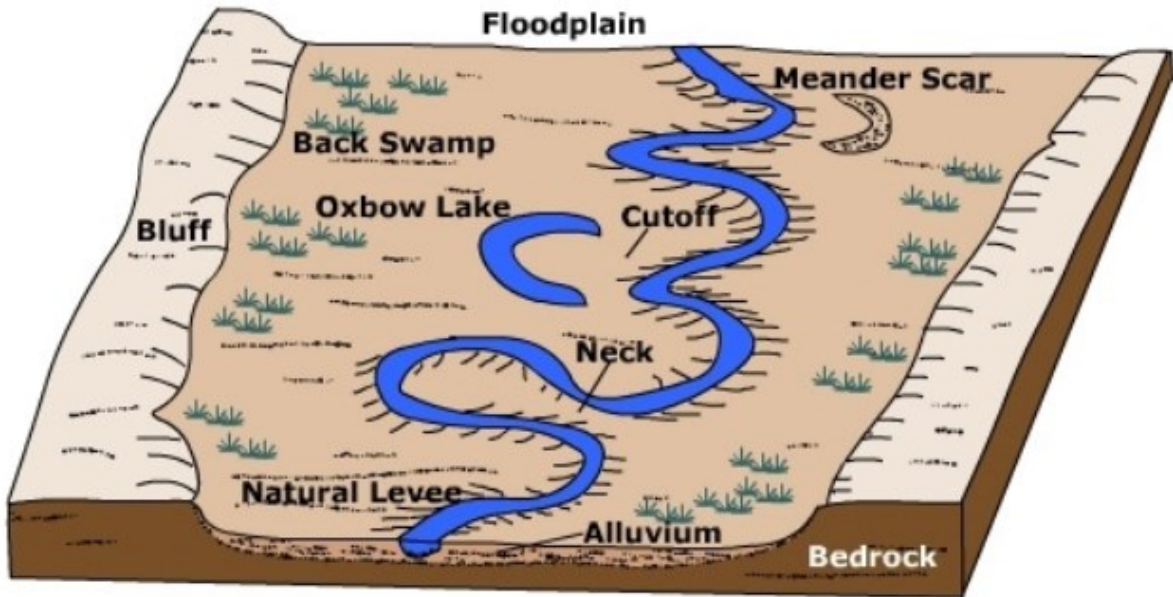 Floodplain
Meander Scar
Back Swamp
Oxbow Lake
Cutoff
Bluff
Neck
Natural Levee
Alluvium
Bedrock